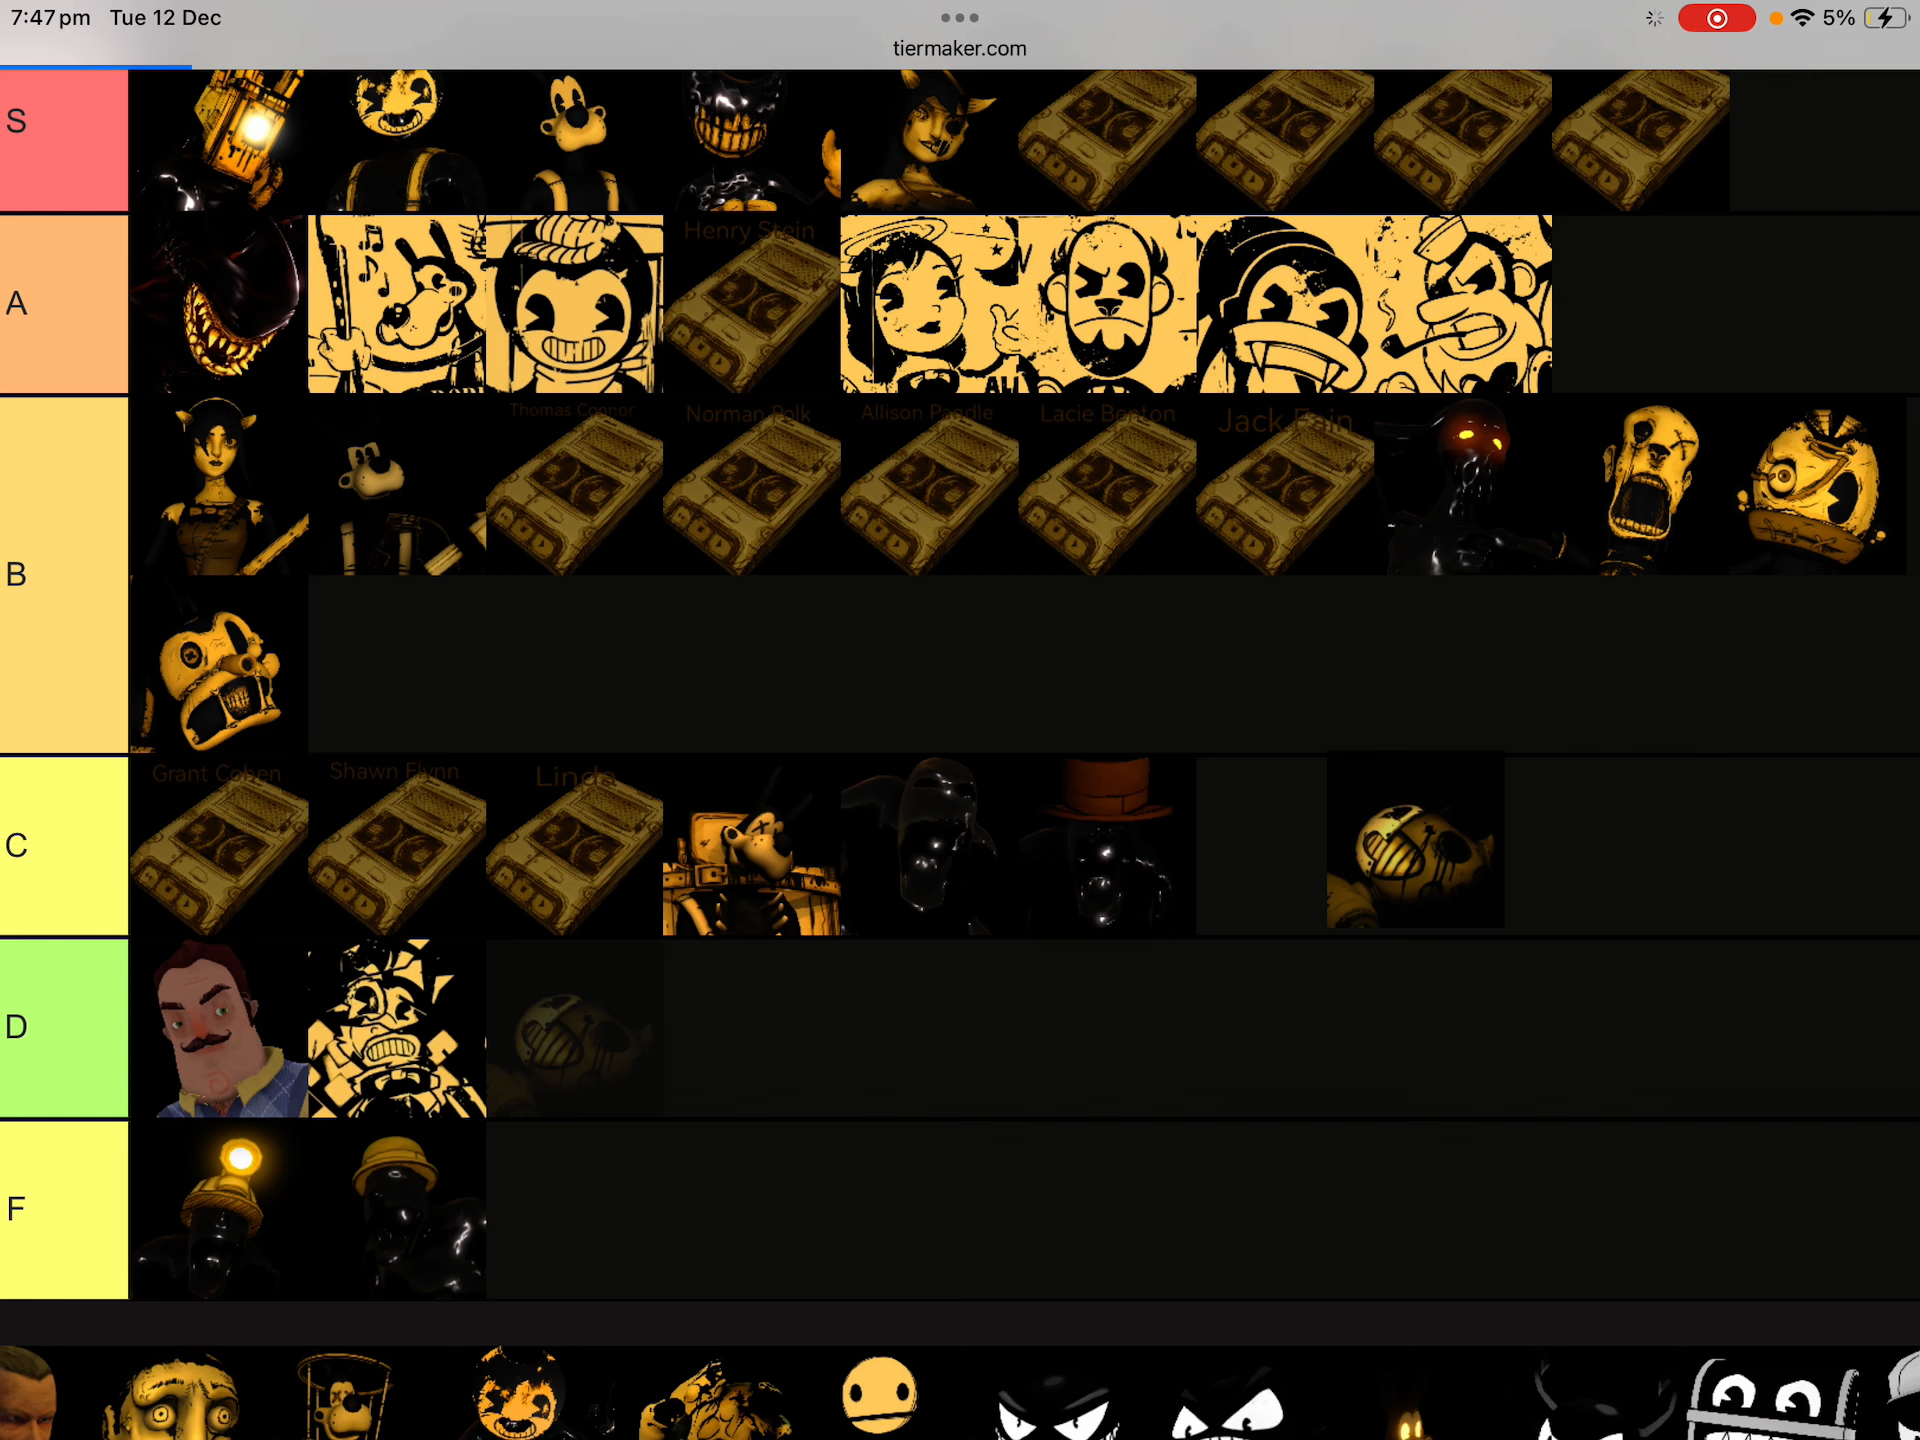 7:47 pm Tue 12 Dec
5%
tiermaker.com
S
A
Henry Stein
B
Thomas Connor
Norman Polk
Allison Pendle
Lacie Benton
Jack Fain
C
Grant Cohen
Shawn Flynn
Linda
D
F